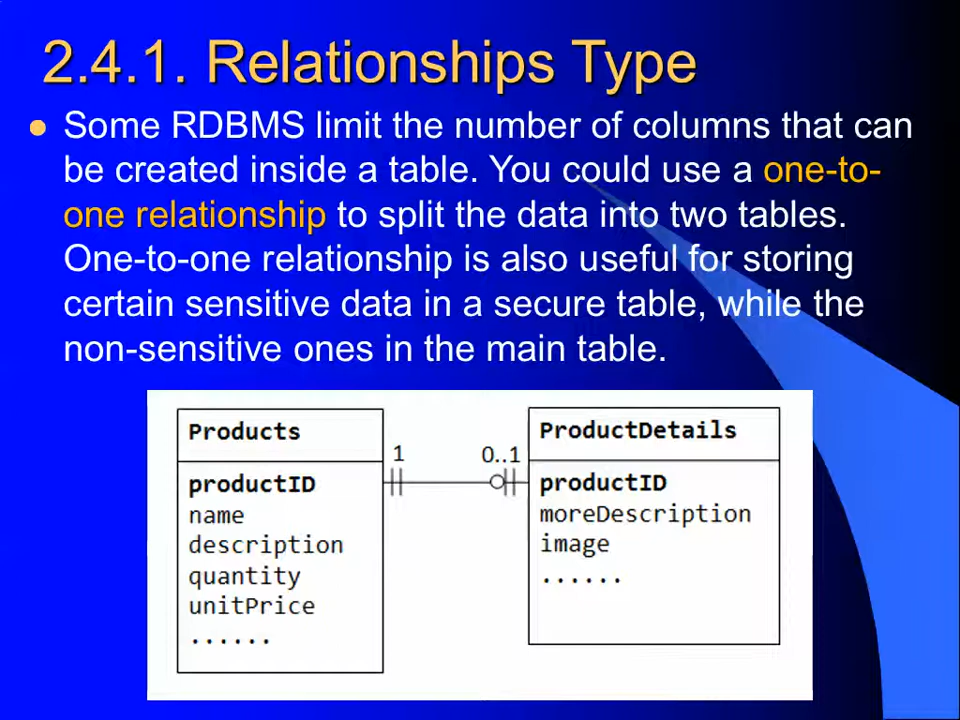 2.4.1. Relationships Type
Some RDBMS limit the number of columns that can
be created inside a table. You could use a one-to-
one relationship to split the data into two tables.
One-to-one relationship is also useful for storing
certain sensitive data in a secure table, while the
non-sensitive ones in the main table.
Products
productID
name
description
quantity
unitPrice
......
1
0..1
ProductDetails
productID
moreDescription
image
......